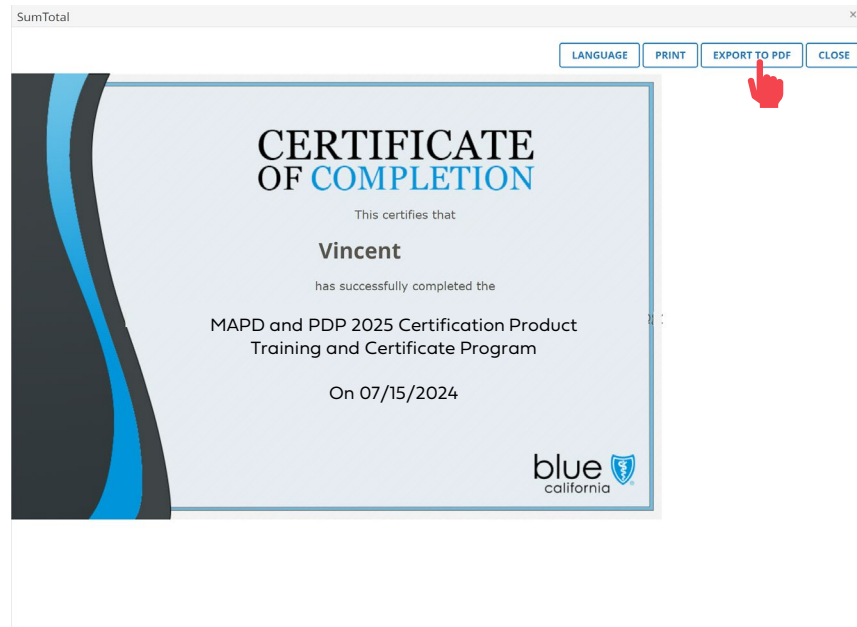 SumTotal
×
LANGUAGE PRINT EXPORT TO PDF CLOSE
CERTIFICATE
OF COMPLETION
This certifies that
Vincent
has successfully completed the
MAPD and PDP 2025 Certification Product
Training and Certificate Program
On 07/15/2024
blue
california